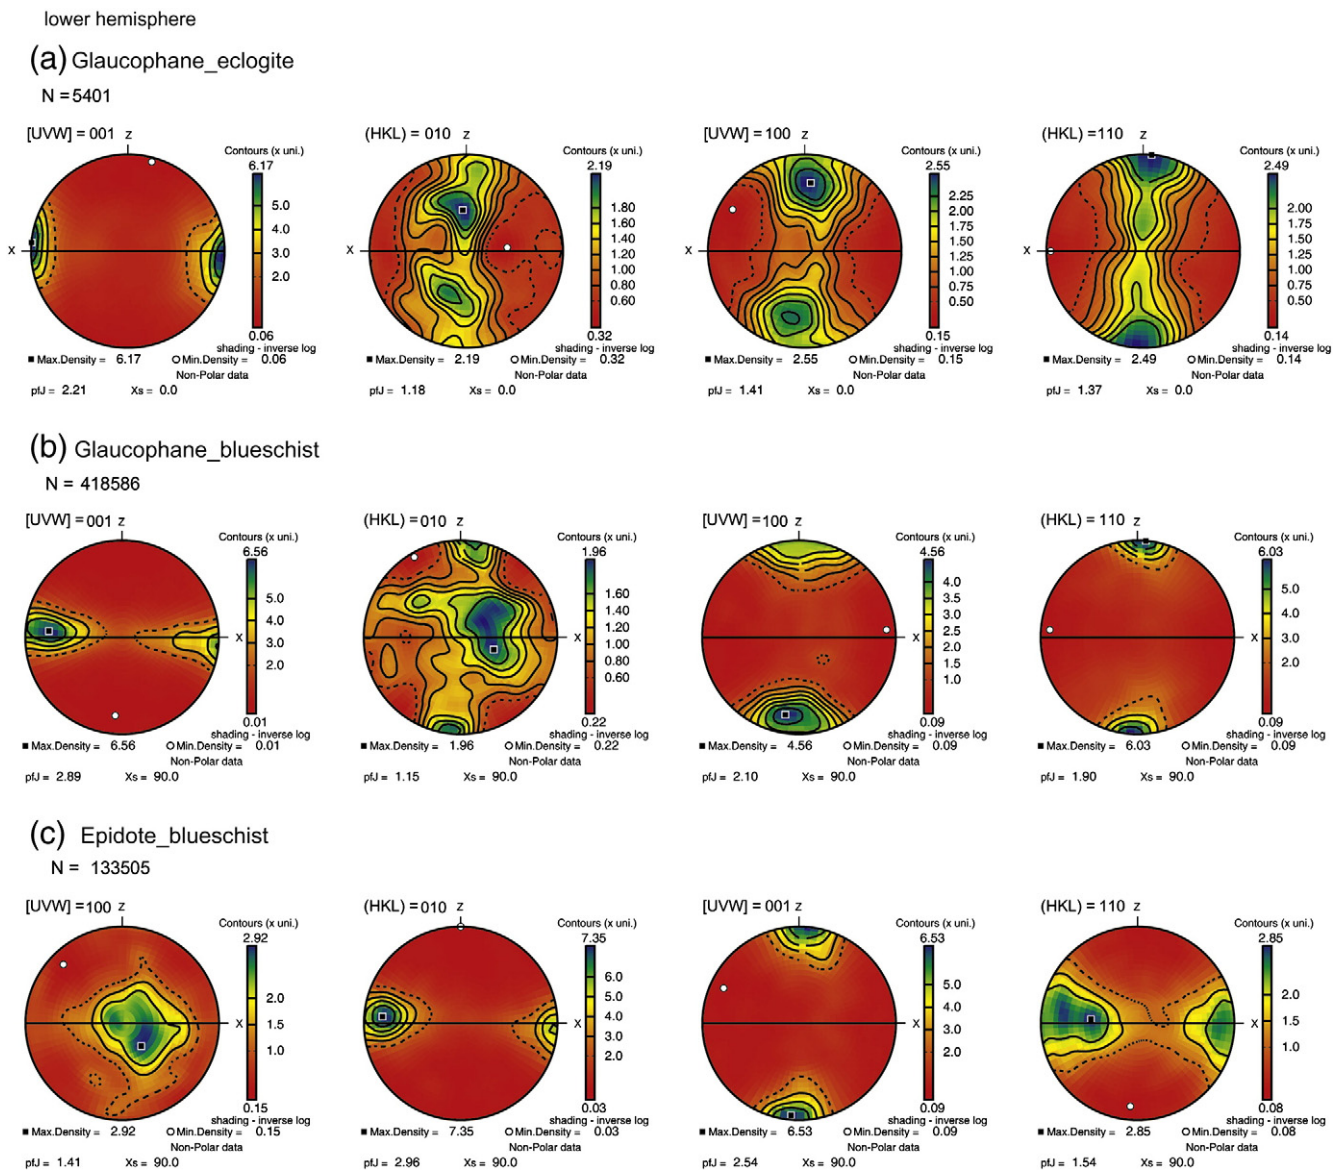 lower hemisphere
(a) Glaucophane_eclogite
N =5401
[UVW] = 001 Z
Contours (x uni.)
6.17
5.0
4.0
3.0
2.0
0.06
X
shading - inverse log
Max.Density = 6.17 Min.Density = 0.06
Non-Polar data
pfJ = 2.21 Xs = 0.0
(HKL) = 010 Z
Contours (x uni.)
2.19
1.80
1.60
1.40
1.20
1.00
0.80
0.60
0.32
X
shading - inverse log
Max.Density = 2.19 Min.Density = 0.32
Non-Polar data
pfJ = 1.18 Xs = 0.0
[UVW] = 100 Z
Contours (x uni.)
2.55
2.25
2.00
1.75
1.50
1.25
1.00
0.75
0.50
0.15
X
shading - inverse log
Max.Density = 2.55 Min.Density = 0.15
Non-Polar data
pfJ = 1.41 Xs = 0.0
(HKL) = 110 Z
Contours (x uni.)
2.49
2.00
1.75
1.50
1.25
1.00
0.75
0.50
0.14
X
shading - inverse log
Max.Density = 2.49 Min.Density = 0.14
Non-Polar data
pfJ = 1.37 Xs = 0.0
(b) Glaucophane_blueschist
N = 418586
[UVW] = 001 Z
Contours (x uni.)
6.56
5.0
4.0
3.0
2.0
0.01
X
shading - inverse log
Max.Density = 6.56 Min.Density = 0.01
Non-Polar data
pfJ = 2.89 Xs = 90.0
(HKL) = 010 Z
Contours (x uni.)
1.96
1.60
1.40
1.20
1.00
0.80
0.60
0.22
X
shading - inverse log
Max.Density = 1.96 Min.Density = 0.22
Non-Polar data
pfJ = 1.15 Xs = 90.0
[UVW] = 100 Z
Contours (x uni.)
4.56
4.0
3.5
3.0
2.5
2.0
1.5
1.0
0.09
X
shading - inverse log
Max.Density = 4.56 Min.Density = 0.09
Non-Polar data
pfJ = 2.10 Xs = 90.0
(HKL) = 110 Z
Contours (x uni.)
6.03
5.0
4.0
3.0
2.0
0.09
X
shading - inverse log
Max.Density = 6.03 Min.Density = 0.09
Non-Polar data
pfJ = 1.90 Xs = 90.0
(c) Epidote_blueschist
N = 133505
[UVW] = 100 Z
Contours (x uni.)
2.92
2.0
1.5
1.0
0.15
X
shading - inverse log
Max.Density = 2.92 Min.Density = 0.15
Non-Polar data
pfJ = 1.41 Xs = 90.0
(HKL) = 010 Z
Contours (x uni.)
7.35
6.0
5.0
4.0
3.0
2.0
0.03
X
shading - inverse log
Max.Density = 7.35 Min.Density = 0.03
Non-Polar data
pfJ = 2.96 Xs = 90.0
[UVW] = 001 Z
Contours (x uni.)
6.53
5.0
4.0
3.0
2.0
0.09
X
shading - inverse log
Max.Density = 6.53 Min.Density = 0.09
Non-Polar data
pfJ = 2.54 Xs = 90.0
(HKL) = 110 Z
Contours (x uni.)
2.85
2.0
1.5
1.0
0.08
X
shading - inverse log
Max.Density = 2.85 Min.Density = 0.08
Non-Polar data
pfJ = 1.54 Xs = 90.0